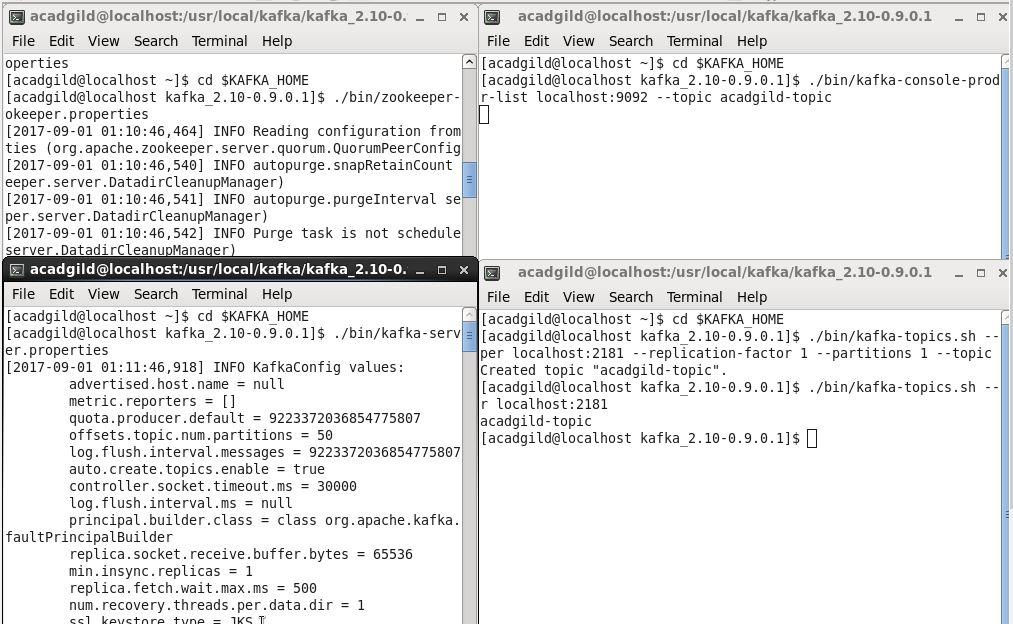 acadgild@localhost:/usr/local/kafka/kafka_2.10-0.
File Edit View Search Terminal Help
operties
[acadgild@localhost ~]$ cd $KAFKA_HOME
[acadgild@localhost kafka_2.10-0.9.0.1]$ ./bin/zookeeper-
okeeper.properties
[2017-09-01 01:10:46,464] INFO Reading configuration from
ties (org.apache.zookeeper.server.quorum.QuorumPeerConfig
[2017-09-01 01:10:46,540] INFO autopurge.snapRetainCount
eeper.server.DatadirCleanupManager)
[2017-09-01 01:10:46,541] INFO autopurge.purgeInterval se
per.server.DatadirCleanupManager)
[2017-09-01 01:10:46,542] INFO Purge task is not schedule
server.DatadirCleanupManager)
acadgild@localhost:/usr/local/kafka/kafka_2.10-0.9.0.1
File Edit View Search Terminal Help
[acadgild@localhost ~]$ cd $KAFKA_HOME
[acadgild@localhost kafka_2.10-0.9.0.1]$ ./bin/kafka-console-prod
r-list localhost:9092 --topic acadgild-topic
acadgild@localhost:/usr/local/kafka/kafka_2.10-0.
File Edit View Search Terminal Help
[acadgild@localhost ~]$ cd $KAFKA_HOME
[acadgild@localhost kafka_2.10-0.9.0.1]$ ./bin/kafka-serv
er.properties
[2017-09-01 01:11:46,918] INFO KafkaConfig values:
advertised.host.name = null
metric.reporters = []
quota.producer.default = 9223372036854775807
offsets.topic.num.partitions = 50
log.flush.interval.messages = 9223372036854775807
auto.create.topics.enable = true
controller.socket.timeout.ms = 30000
log.flush.interval.ms = null
principal.builder.class = class org.apache.kafka.
faultPrincipalBuilder
replica.socket.receive.buffer.bytes = 65536
min.insync.replicas = 1
replica.fetch.wait.max.ms = 500
num.recovery.threads.per.data.dir = 1
ssl.keystore.type = JKS
acadgild@localhost:/usr/local/kafka/kafka_2.10-0.9.0.1
File Edit View Search Terminal Help
[acadgild@localhost ~]$ cd $KAFKA_HOME
[acadgild@localhost kafka_2.10-0.9.0.1]$ ./bin/kafka-topics.sh --
per localhost:2181 --replication-factor 1 --partitions 1 --topic
Created topic "acadgild-topic".
[acadgild@localhost kafka_2.10-0.9.0.1]$ ./bin/kafka-topics.sh --
r localhost:2181
acadgild-topic
[acadgild@localhost kafka_2.10-0.9.0.1]$